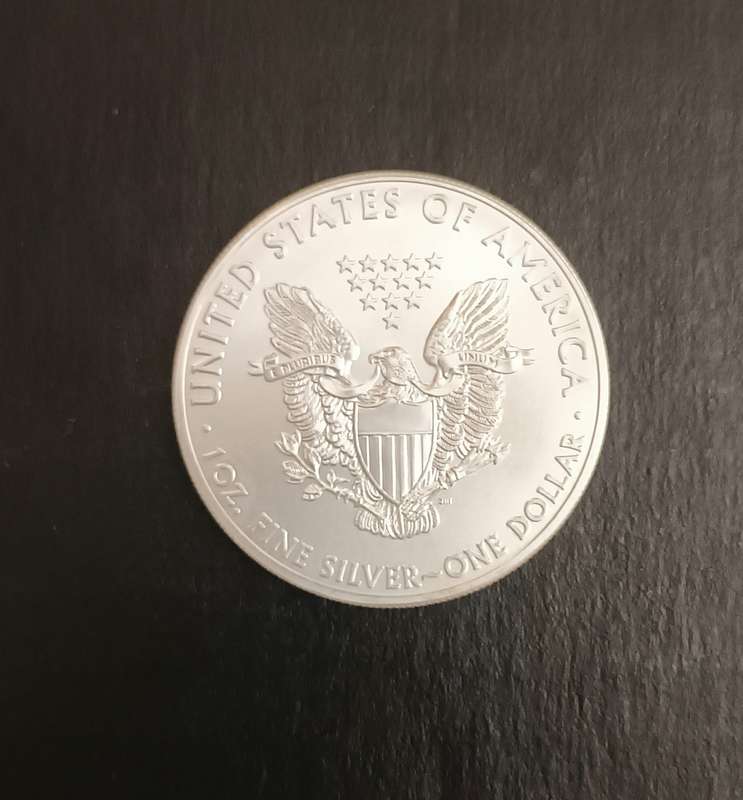 UNITED STATES OF AMERICA
E PLURIBUS UNUM
· 1 OZ. FINE SILVER~ONE DOLLAR ·